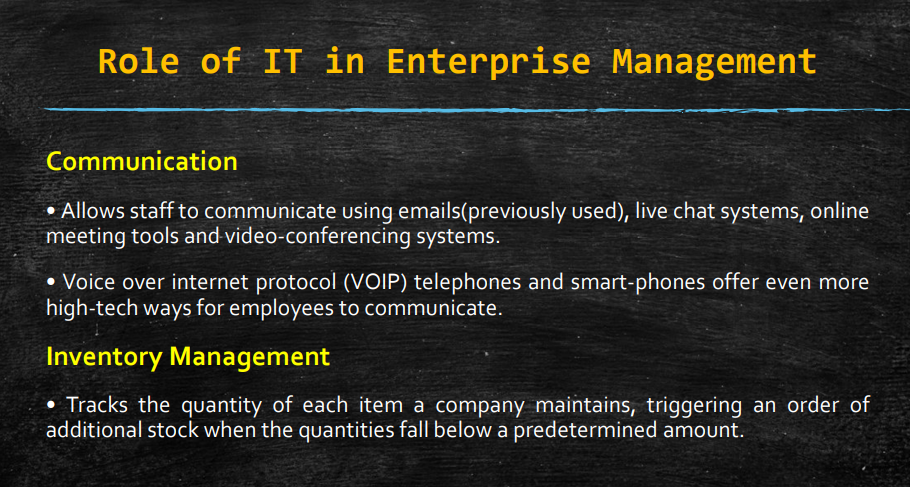 Role of IT in Enterprise Management
Communication
• Allows staff to communicate using emails(previously used), live chat systems, online
meeting tools and video-conferencing systems.
• Voice over internet protocol (VOIP) telephones and smart-phones offer even more
high-tech ways for employees to communicate.
Inventory Management
• Tracks the quantity of each item a company maintains, triggering an order of
additional stock when the quantities fall below a predetermined amount.